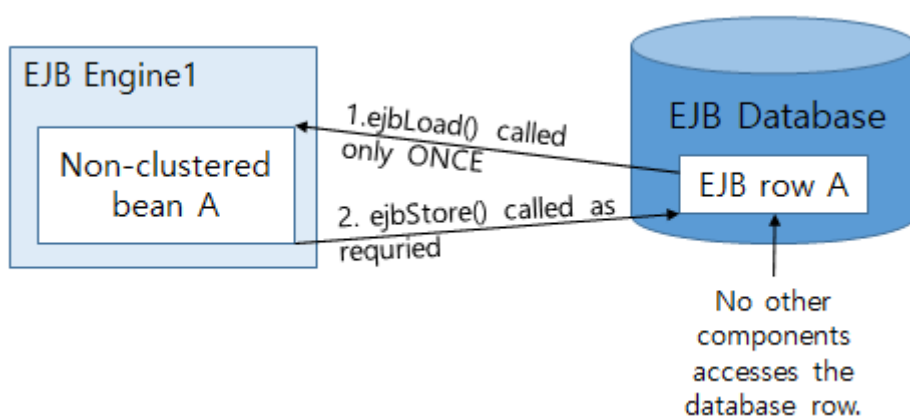 EJB Engine1
Non-clustered
bean A
1.ejbLoad() called
only ONCE
2. ejbStore() called as
requried
EJB Database
EJB row A
No other
components
accesses the
database row.